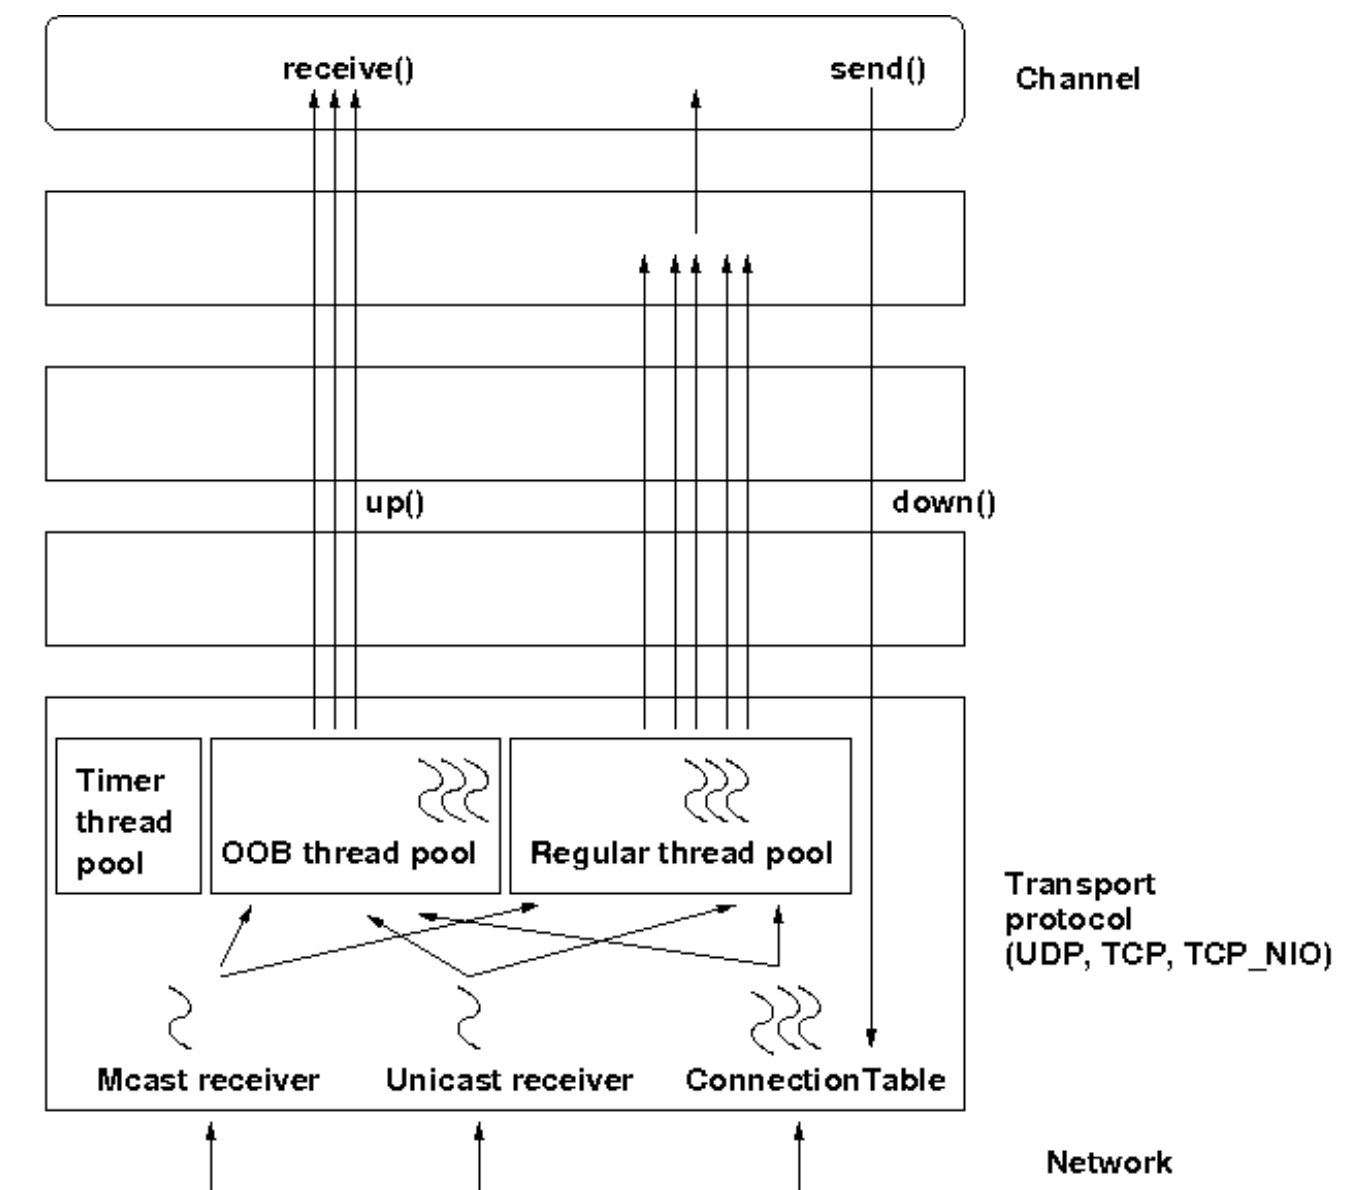 receive()
send()
Channel
up()
down()
Timer
thread
pool
OOB thread pool
Regular thread pool
Transport
protocol
(UDP, TCP, TCP_NIO)
Mcast receiver
Unicast receiver
ConnectionTable
Network